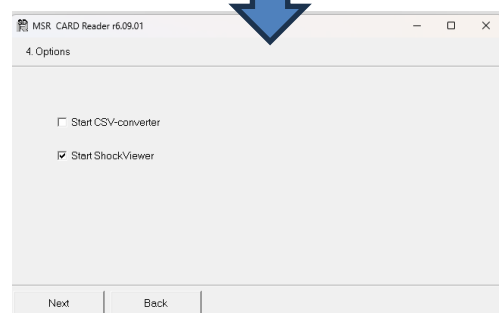 MSR CARD Reader r6.09.01
4. Options
Start CSV-converter
Start ShockViewer
Next Back